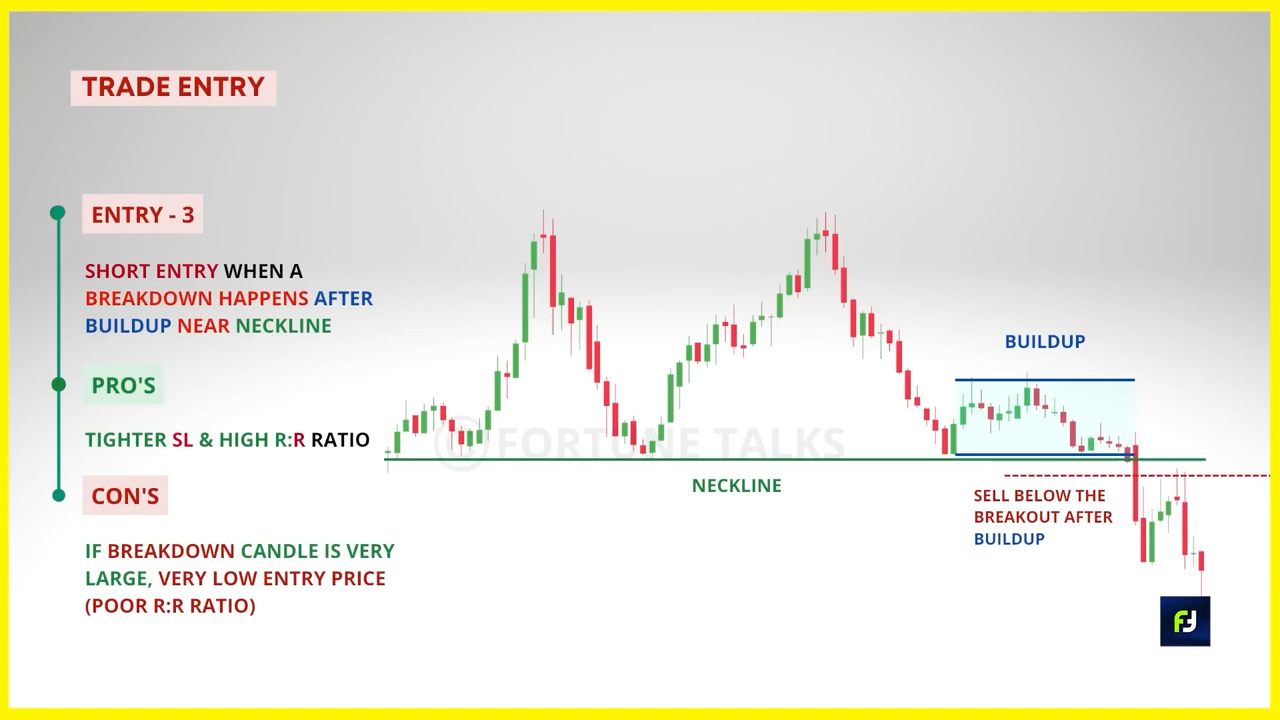 TRADE ENTRY
ENTRY - 3
SHORT ENTRY WHEN A
BREAKDOWN HAPPENS AFTER
BUILDUP NEAR NECKLINE
PRO'S
TIGHTER SL & HIGH R:R RATIO
CON'S
IF BREAKDOWN CANDLE IS VERY
LARGE, VERY LOW ENTRY PRICE
(POOR R:R RATIO)
BUILDUP
© FORTUNE TALKS
NECKLINE
SELL BELOW THE
BREAKOUT AFTER
BUILDUP